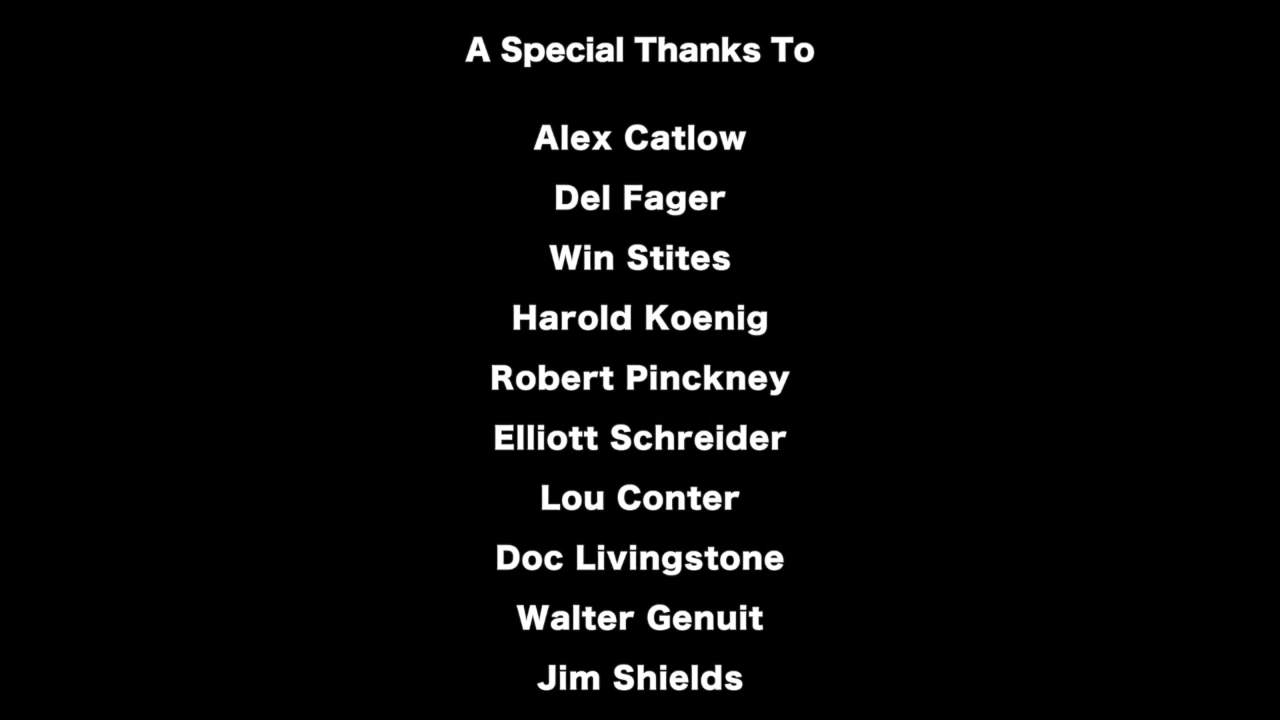 A Special Thanks To
Alex Catlow
Del Fager
Win Stites
Harold Koenig
Robert Pinckney
Elliott Schreider
Lou Conter
Doc Livingstone
Walter Genuit
Jim Shields